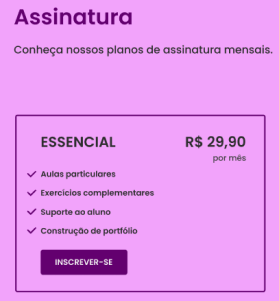 Assinatura
Conheça nossos planos de assinatura mensais.
ESSENCIAL
R$ 29,90
por mês
Aulas particulares
Exercícios complementares
Suporte ao aluno
Construção de portfólio
INSCREVER-SE